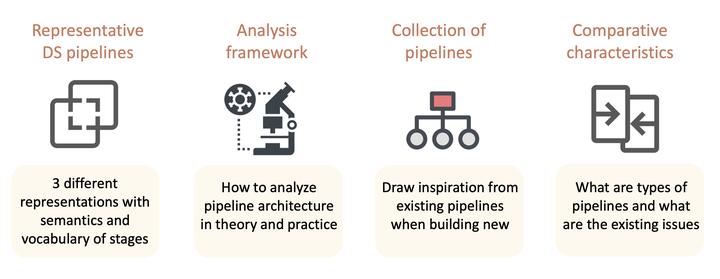 Representative
DS pipelines
Analysis
framework
Collection of
pipelines
Comparative
characteristics
3 different
representations with
semantics and
vocabulary of stages
How to analyze
pipeline architecture
in theory and practice
Draw inspiration from
existing pipelines
when building new
What are types of
pipelines and what
are the existing issues